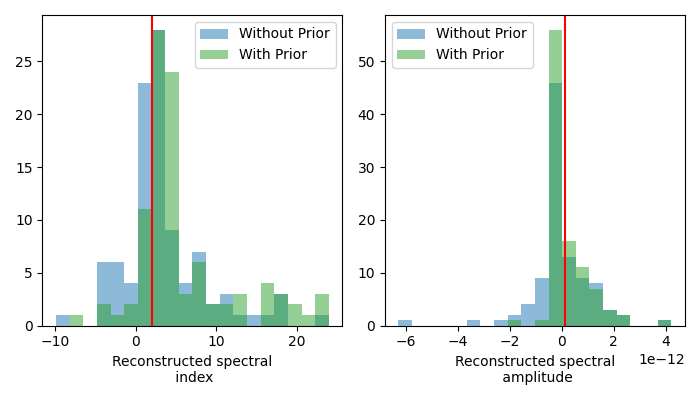 Without Prior
With Prior
25
20
15
10
5
0
−10
0
10
20
Reconstructed spectral
index
Without Prior
With Prior
50
40
30
20
10
0
−6
−4
−2
0
2
4
1e−12
Reconstructed spectral
amplitude